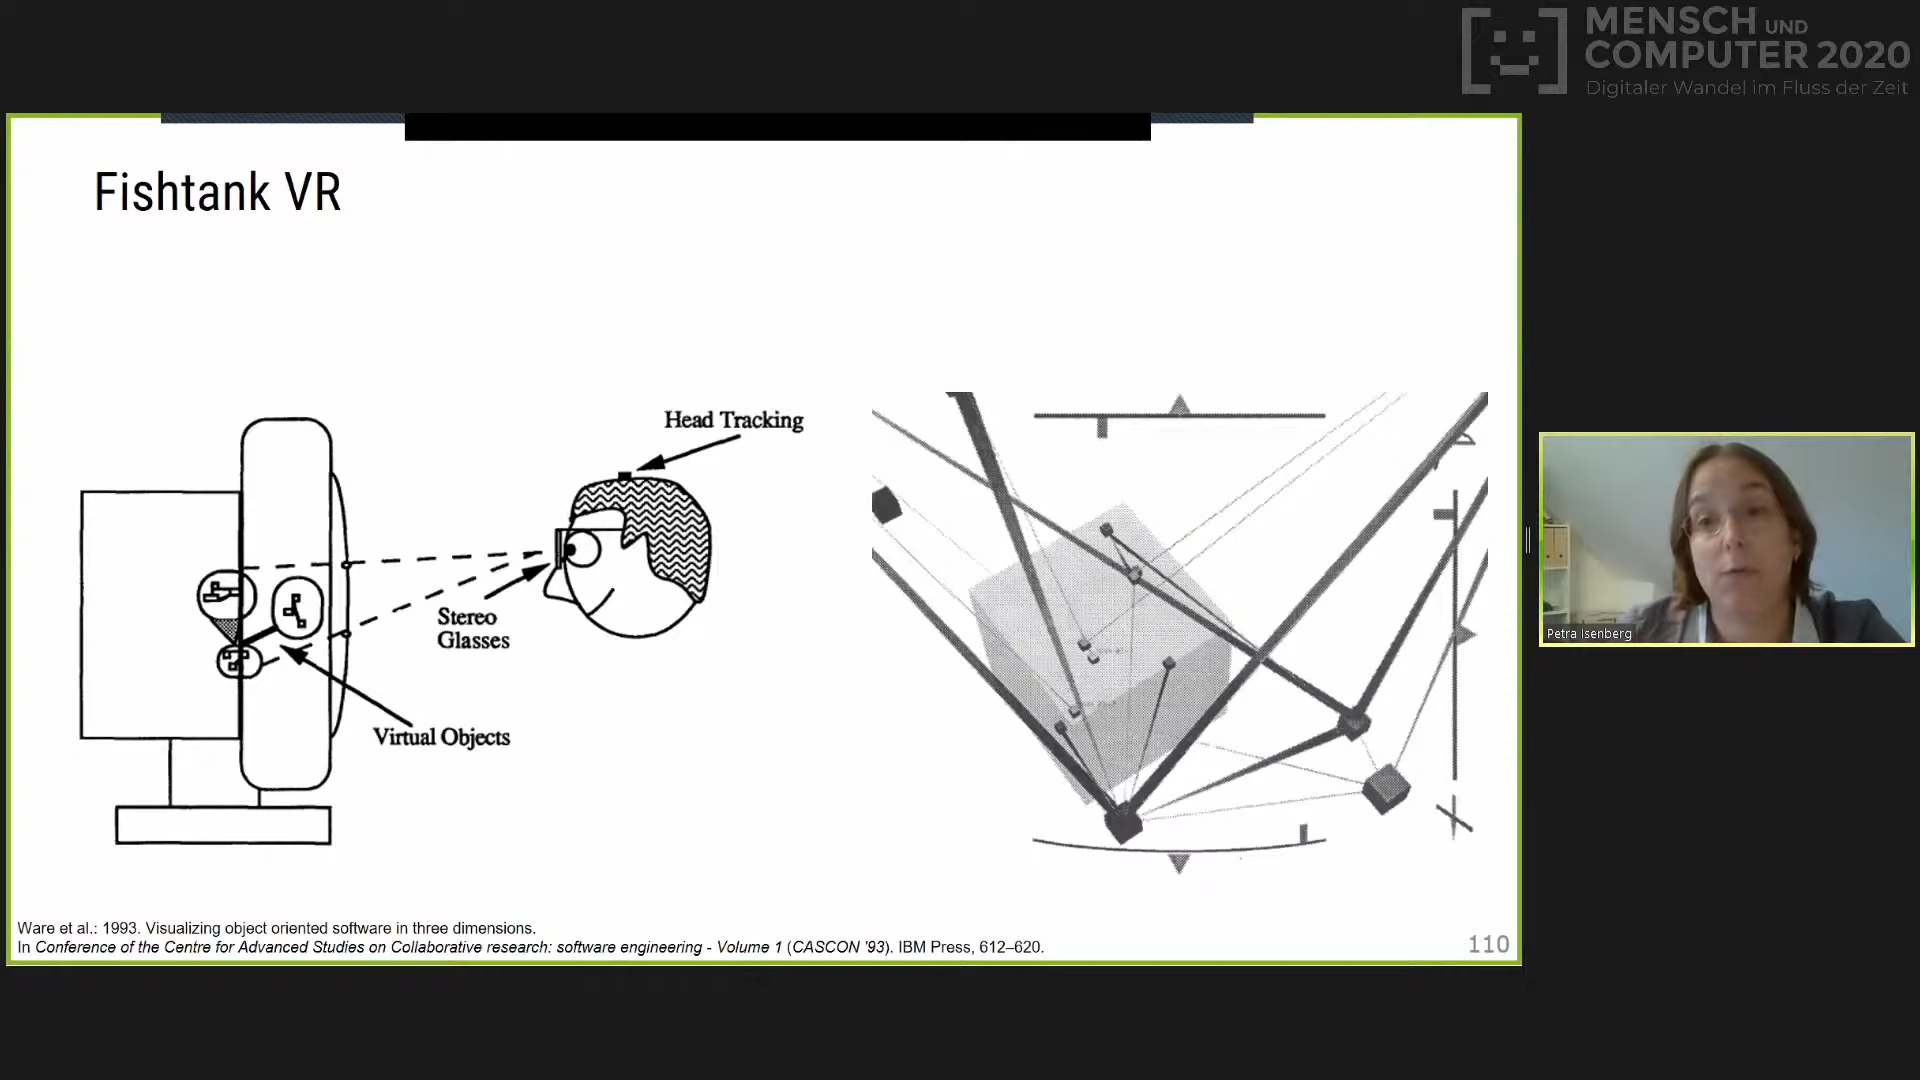 MENSCH UND
COMPUTER 2020
Digitaler Wandel im Fluss der Zeit
Fishtank VR
Head Tracking
Stereo
Glasses
Virtual Objects
Petra Isenberg
Ware et al.: 1993. Visualizing object oriented software in three dimensions.
In Conference of the Centre for Advanced Studies on Collaborative research: software engineering - Volume 1 (CASCON '93). IBM Press, 612–620.
110